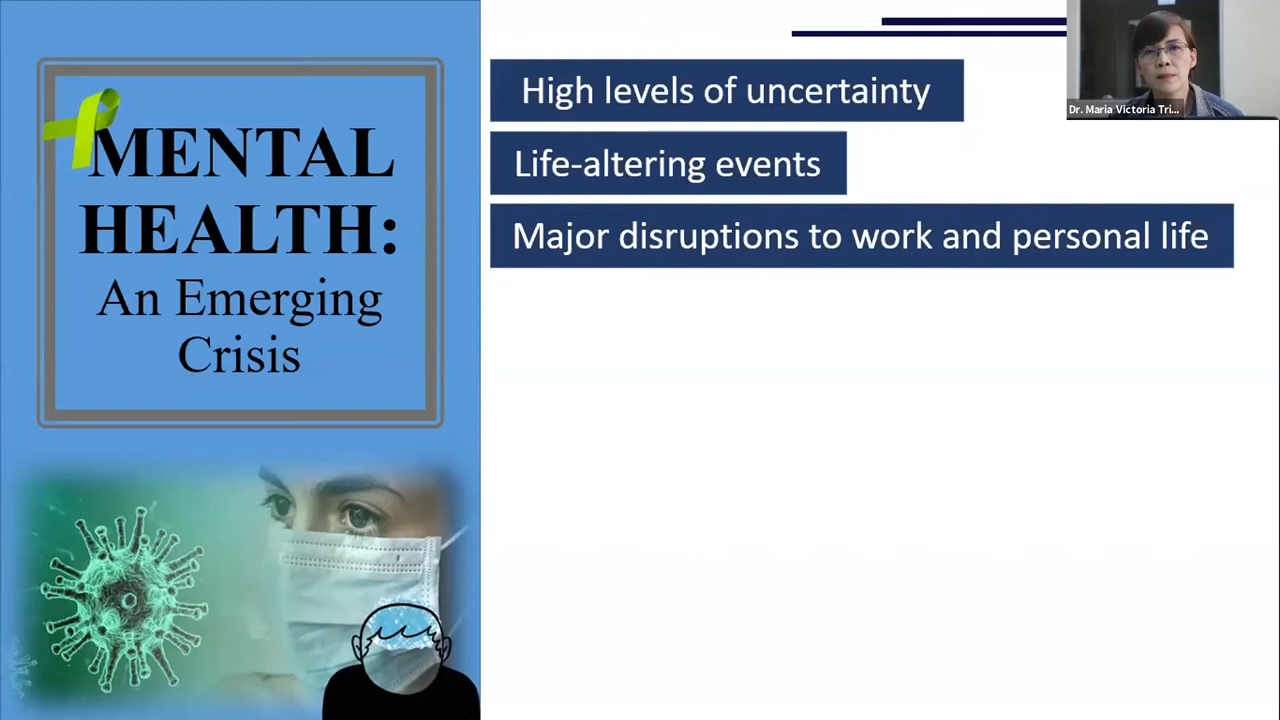 MENTAL
HEALTH:
An Emerging
Crisis
High levels of uncertainty
Life-altering events
Major disruptions to work and personal life
Dr. Maria Victoria Tri...